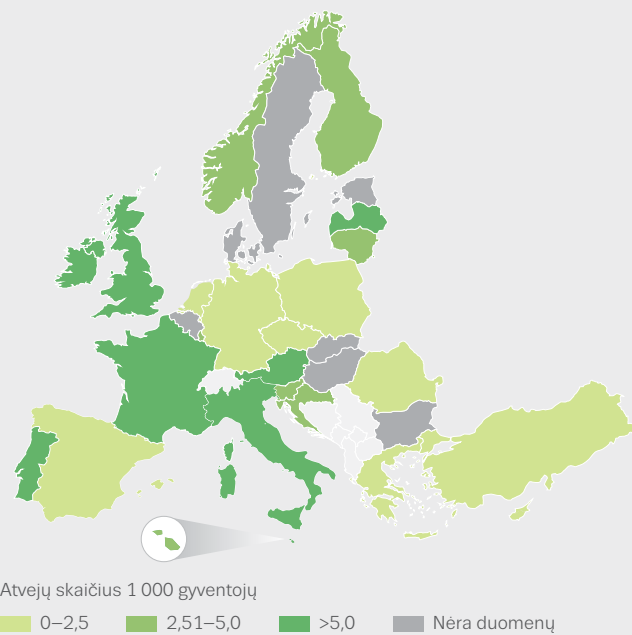 Atvejų skaičius 1 000 gyventojų
0–2,5 2,51–5,0 >5,0 Nėra duomenų